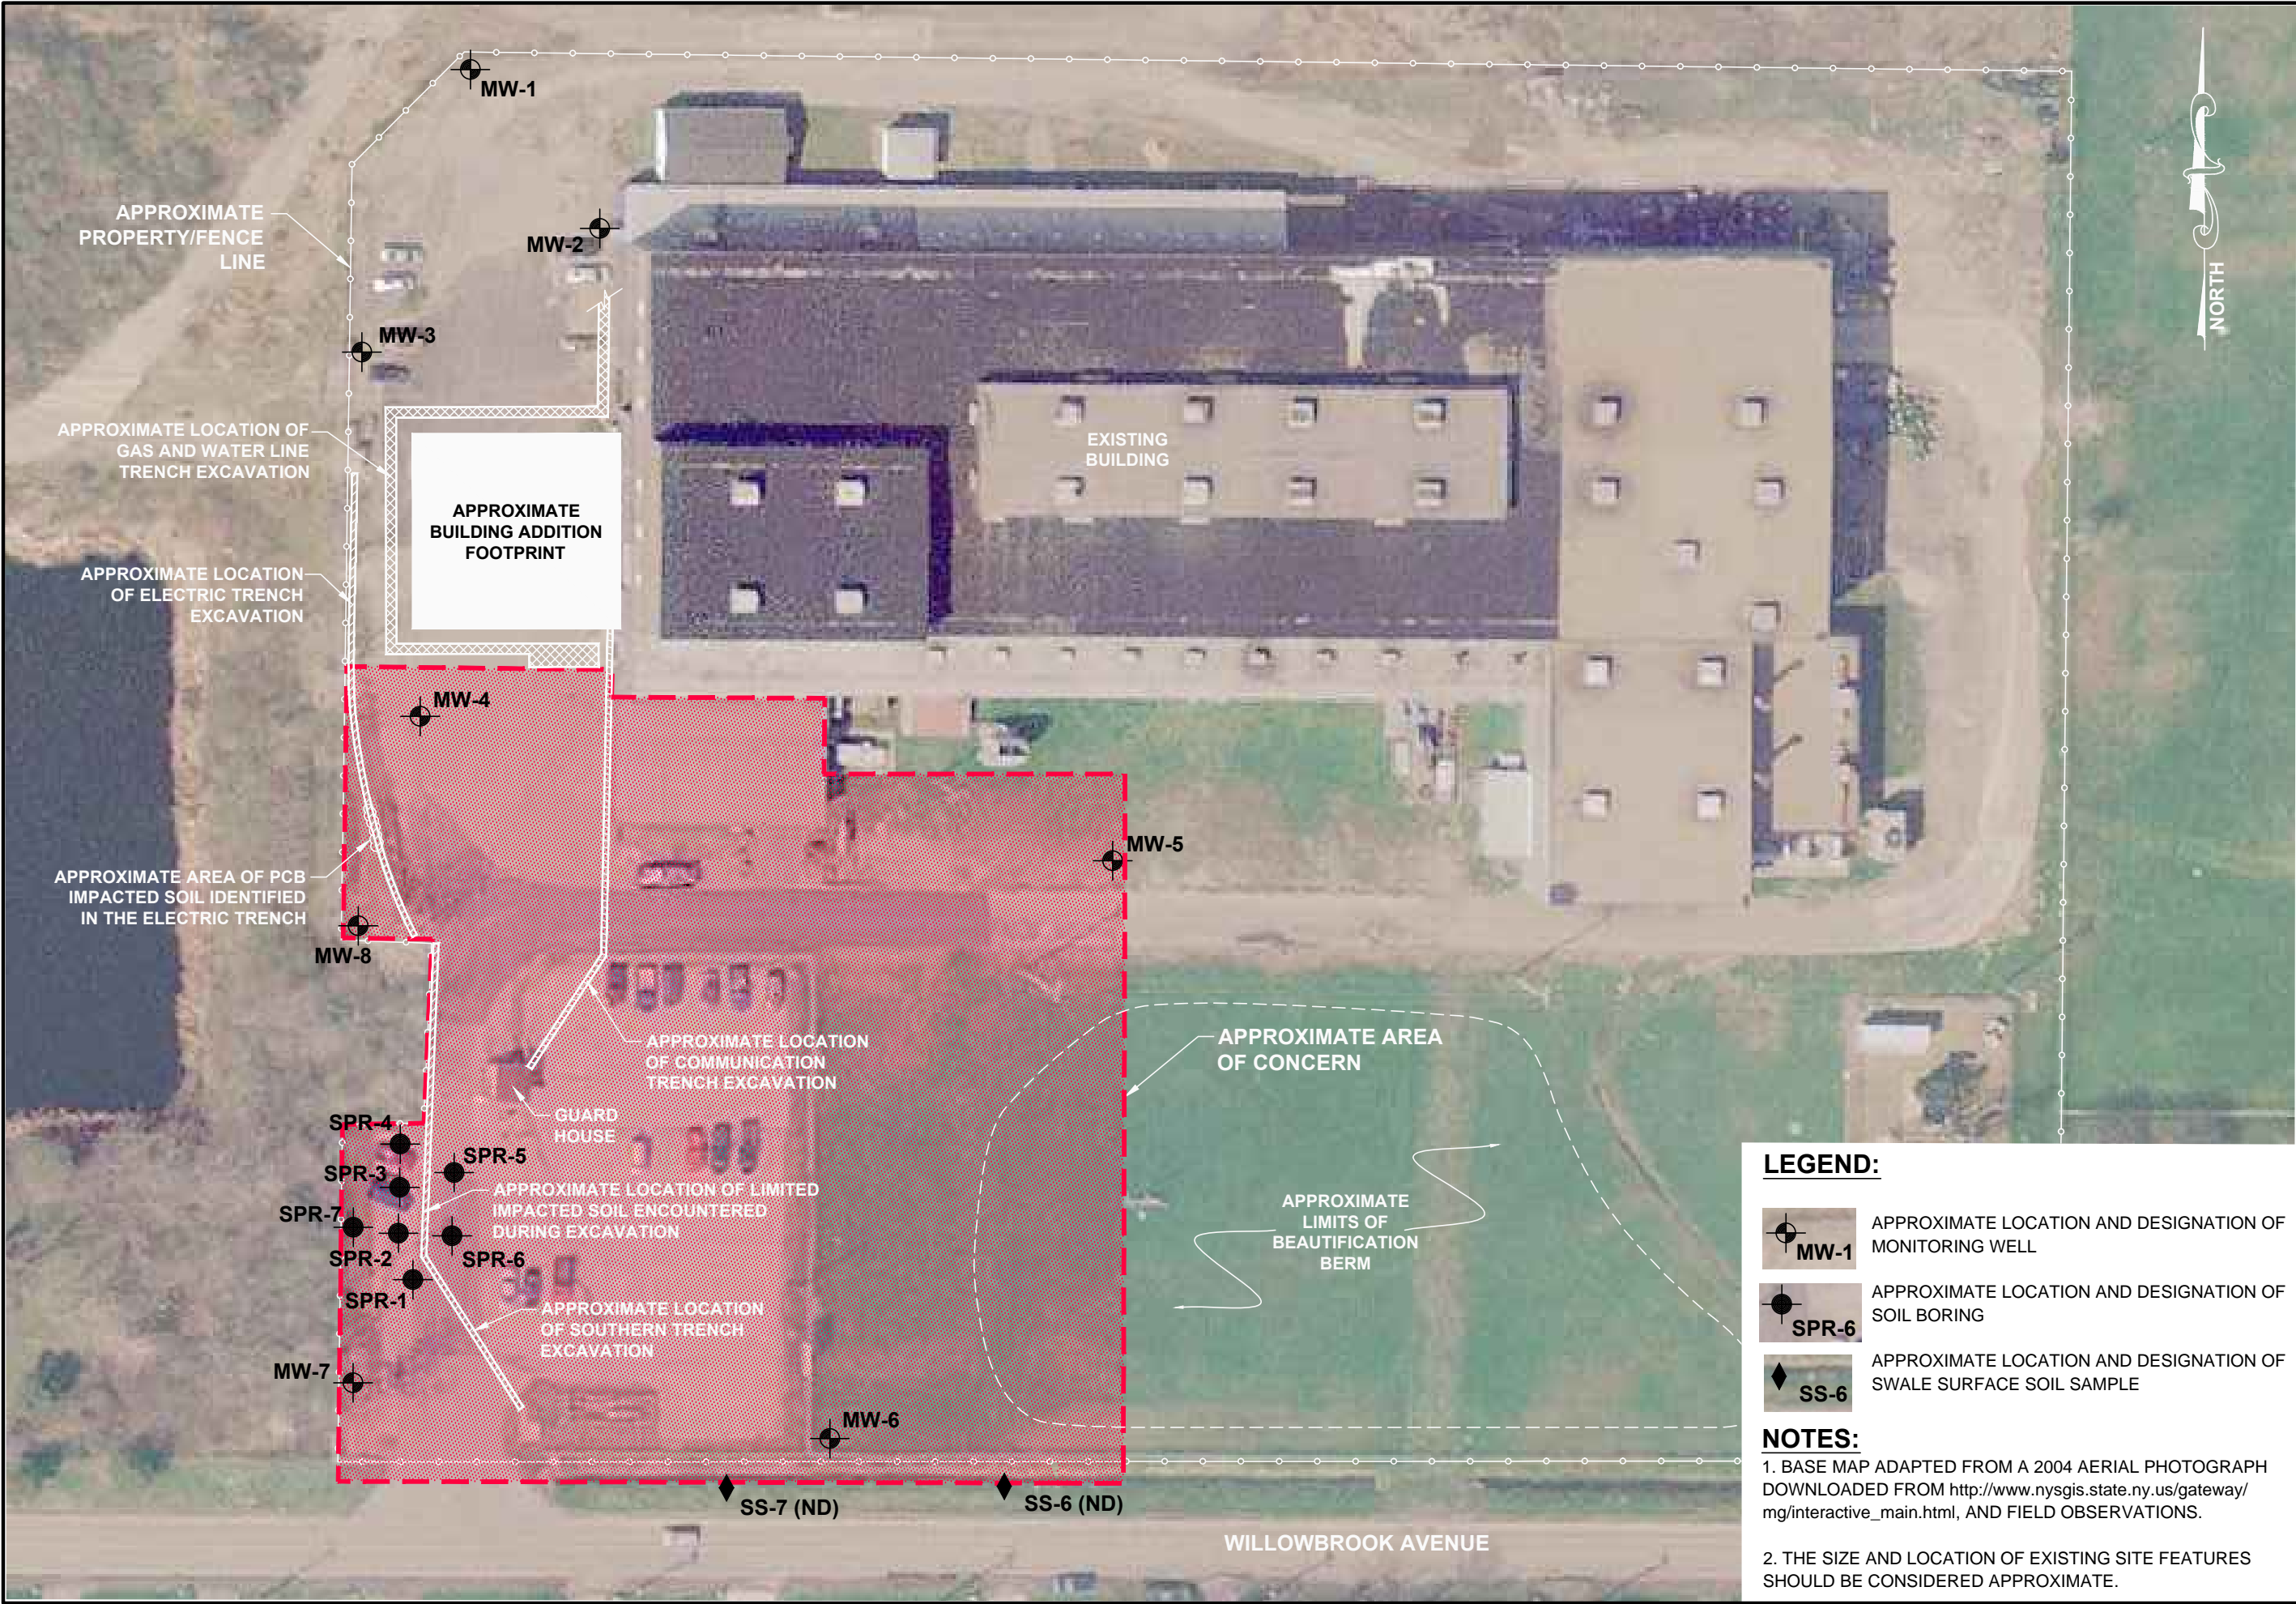 MW-1
NORTH
APPROXIMATE
PROPERTY/FENCE
LINE
MW-2
MW-3
APPROXIMATE LOCATION OF
GAS AND WATER LINE
TRENCH EXCAVATION
EXISTING
BUILDING
APPROXIMATE
BUILDING ADDITION
FOOTPRINT
APPROXIMATE LOCATION
OF ELECTRIC TRENCH
EXCAVATION
MW-4
MW-5
APPROXIMATE AREA OF PCB
IMPACTED SOIL IDENTIFIED
IN THE ELECTRIC TRENCH
MW-8
APPROXIMATE LOCATION
OF COMMUNICATION
TRENCH EXCAVATION
APPROXIMATE AREA
OF CONCERN
GUARD
HOUSE
SPR-4
SPR-5
SPR-3
APPROXIMATE LOCATION OF LIMITED
IMPACTED SOIL ENCOUNTERED
DURING EXCAVATION
SPR-7
SPR-2
SPR-6
SPR-1
APPROXIMATE
LIMITS OF
BEAUTIFICATION
BERM
APPROXIMATE LOCATION
OF SOUTHERN TRENCH
EXCAVATION
MW-7
MW-6
SS-7 (ND)
SS-6 (ND)
WILLOWBROOK AVENUE
LEGEND:
MW-1
APPROXIMATE LOCATION AND DESIGNATION OF
MONITORING WELL
SPR-6
APPROXIMATE LOCATION AND DESIGNATION OF
SOIL BORING
SS-6
APPROXIMATE LOCATION AND DESIGNATION OF
SWALE SURFACE SOIL SAMPLE
NOTES:
1. BASE MAP ADAPTED FROM A 2004 AERIAL PHOTOGRAPH
DOWNLOADED FROM http://www.nysgis.state.ny.us/gateway/
mg/interactive_main.html, AND FIELD OBSERVATIONS.
2. THE SIZE AND LOCATION OF EXISTING SITE FEATURES
SHOULD BE CONSIDERED APPROXIMATE.